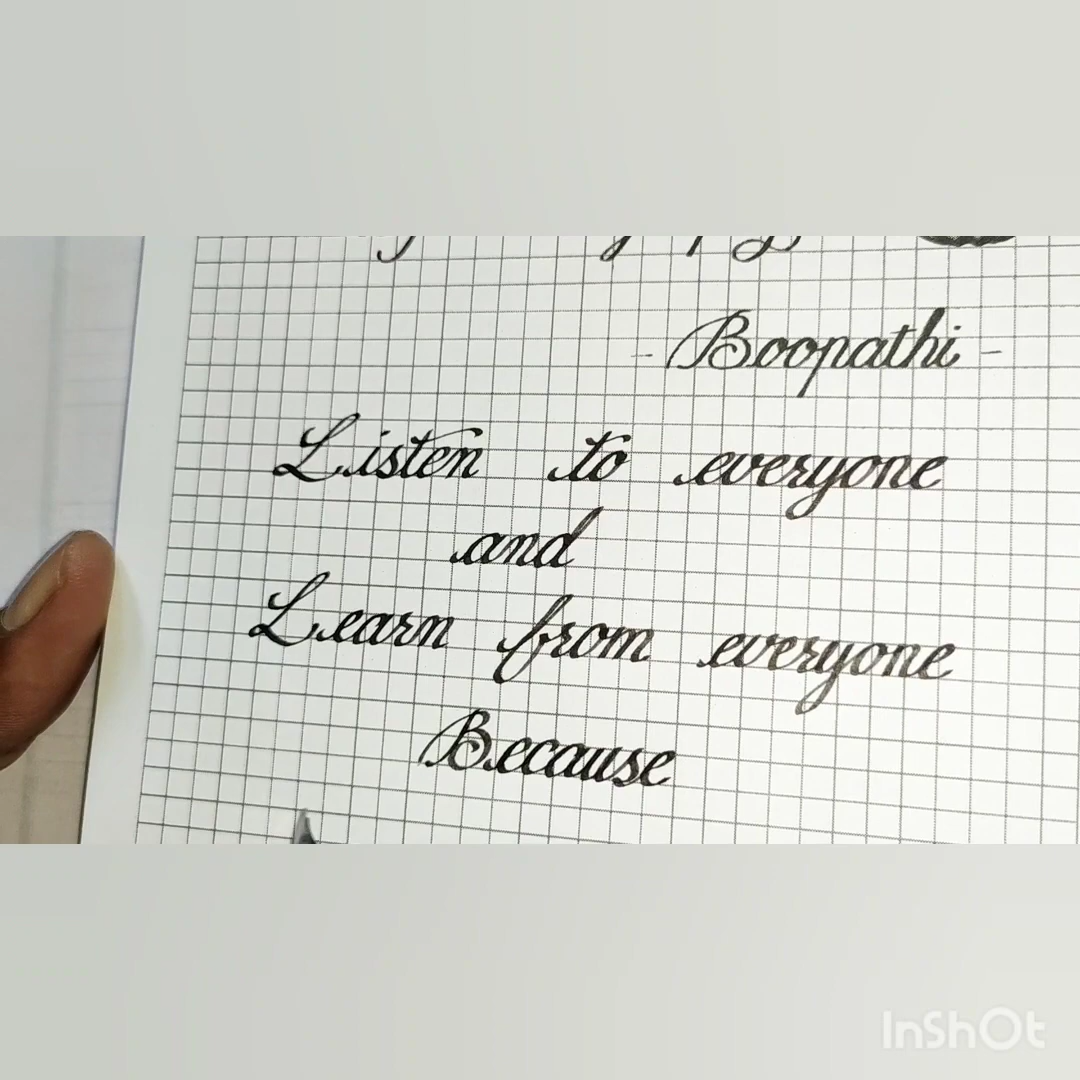 - Boopathi -
Listen to everyone
and
Learn from everyone
Because
InShOt